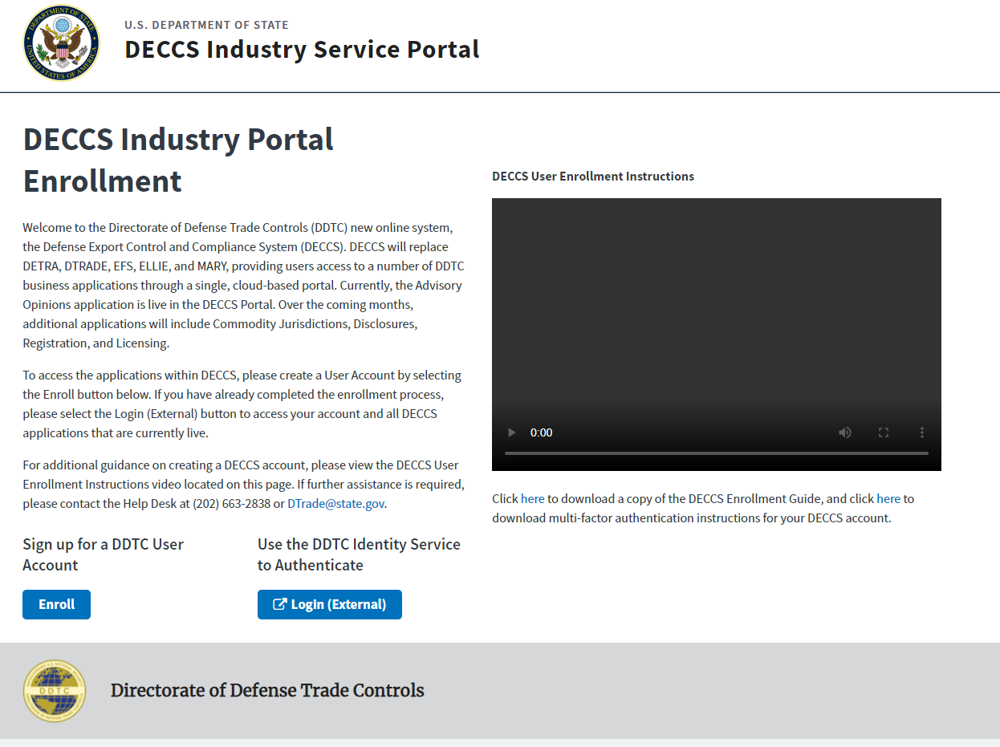 DEPARTMENT OF STATE
UNITED STATES OF AMERICA
U.S. DEPARTMENT OF STATE
DECCS Industry Service Portal
DECCS Industry Portal
Enrollment
Welcome to the Directorate of Defense Trade Controls (DDTC) new online system,
the Defense Export Control and Compliance System (DECCS). DECCS will replace
DETRA, DTRADE, EFS, ELLIE, and MARY, providing users access to a number of DDTC
business applications through a single, cloud-based portal. Currently, the Advisory
Opinions application is live in the DECCS Portal. Over the coming months,
additional applications will include Commodity Jurisdictions, Disclosures,
Registration, and Licensing.
To access the applications within DECCS, please create a User Account by selecting
the Enroll button below. If you have already completed the enrollment process,
please select the Login (External) button to access your account and all DECCS
applications that are currently live.
For additional guidance on creating a DECCS account, please view the DECCS User
Enrollment Instructions video located on this page. If further assistance is required,
please contact the Help Desk at (202) 663-2838 or DTrade@state.gov.
Sign up for a DDTC User
Account
Enroll
Use the DDTC Identity Service
to Authenticate
Login (External)
DECCS User Enrollment Instructions
0:00
Click here to download a copy of the DECCS Enrollment Guide, and click here to
download multi-factor authentication instructions for your DECCS account.
DDTC
Directorate of Defense Trade Controls